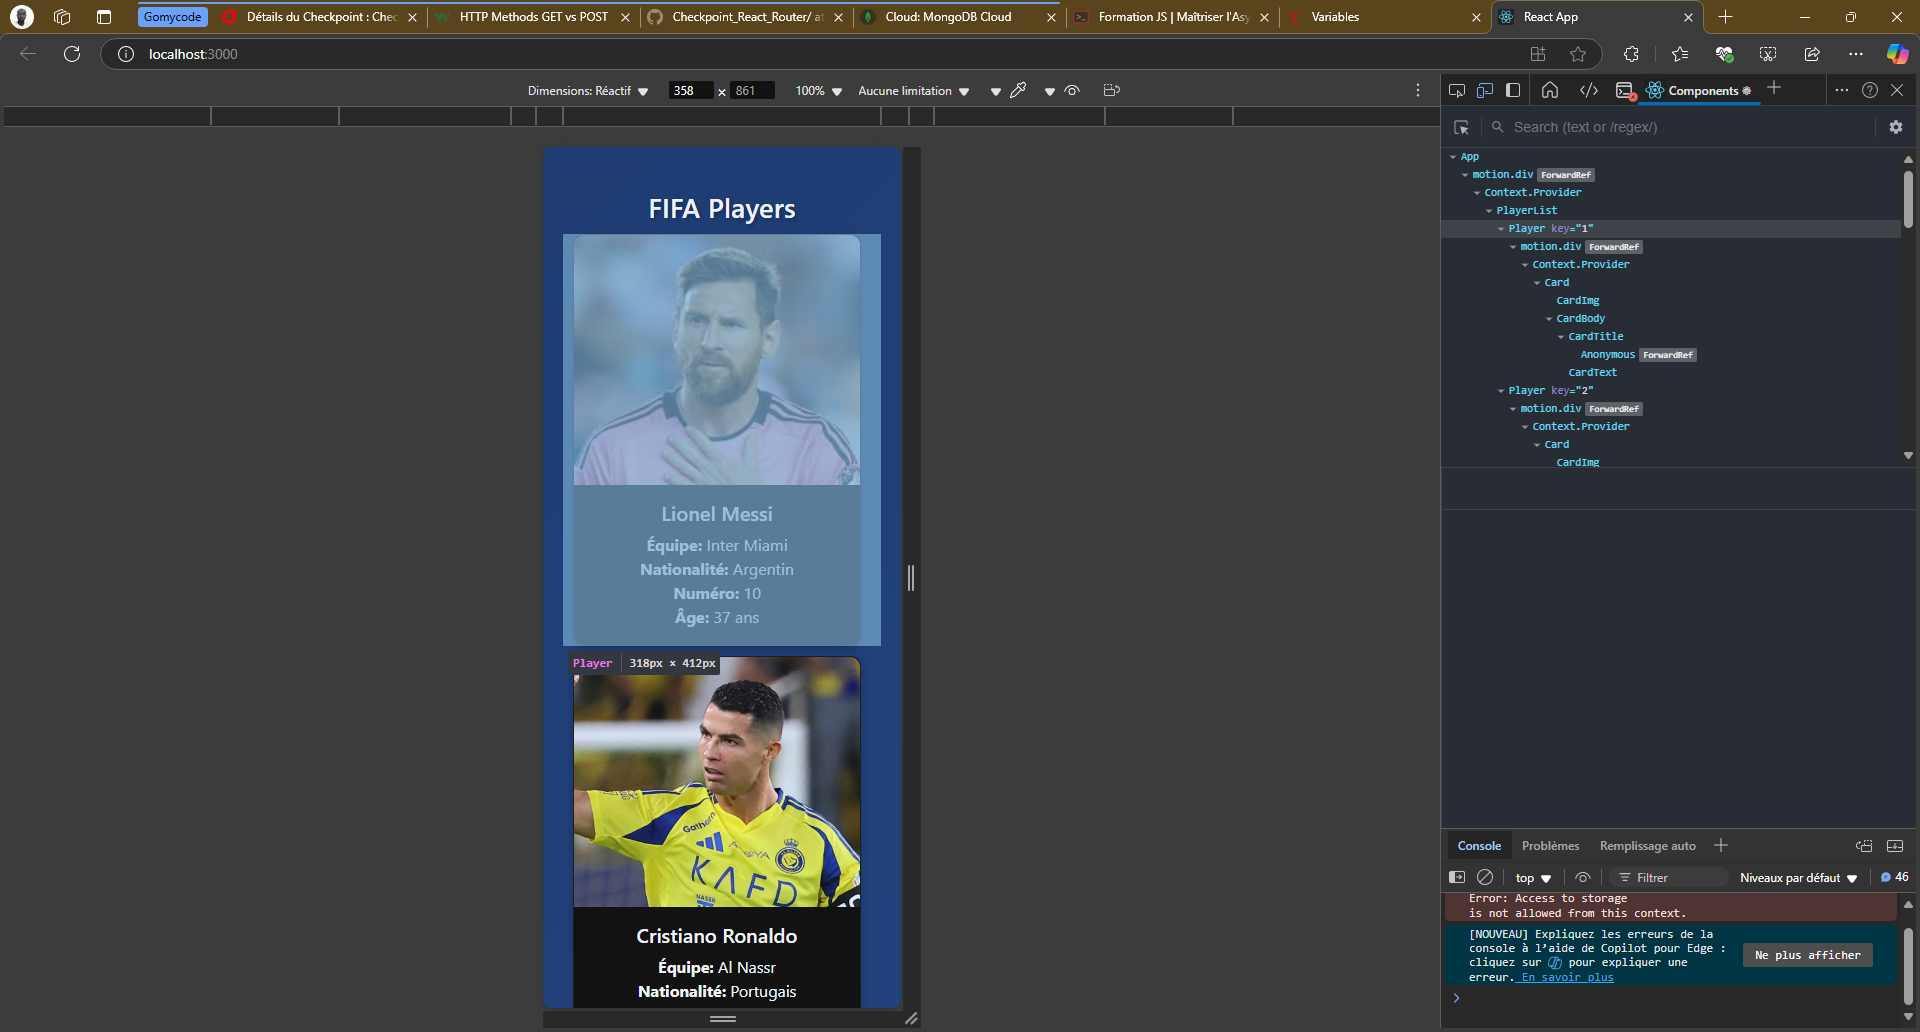 Gomycode
Détails du Checkpoint : Chec
HTTP Methods GET vs POST
Checkpoint_React_Router/ at
Cloud: MongoDB Cloud
Formation JS | Maîtriser l'Asy
Variables
React App
localhost:3000
Dimensions: Réactif
358 x 861
100%
Aucune limitation
Components
Search (text or /regex/)
App
motion.div ForwardRef
Context.Provider
PlayerList
Player key="1"
motion.div ForwardRef
Context.Provider
Card
CardImg
CardBody
CardTitle
Anonymous ForwardRef
CardText
Player key="2"
motion.div ForwardRef
Context.Provider
Card
CardImg
FIFA Players
Lionel Messi
Équipe: Inter Miami
Nationalité: Argentin
Numéro: 10
Âge: 37 ans
Player 318px × 412px
Gathern
KAFD
NASSR
Cristiano Ronaldo
Équipe: Al Nassr
Nationalité: Portugais
Console
Problèmes
Remplissage auto
top
Filtrer
Niveaux par défaut
46
Error: Access to storage
is not allowed from this context.
[NOUVEAU] Expliquez les erreurs de la
console à l’aide de Copilot pour Edge :
cliquez sur pour expliquer une
erreur. En savoir plus
Ne plus afficher